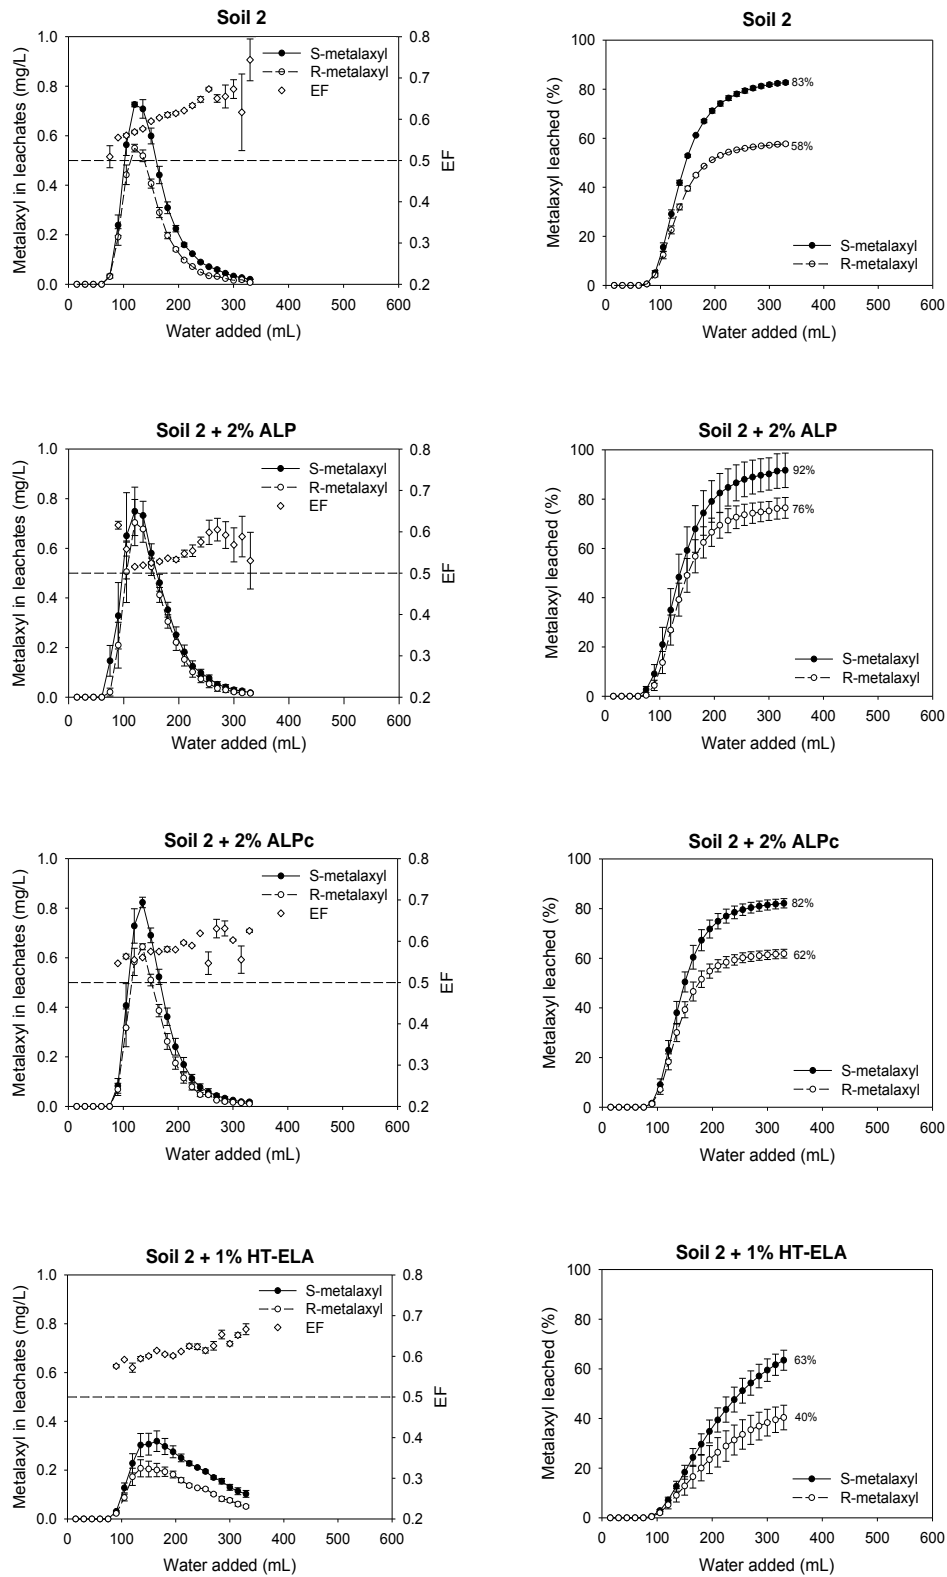 Soil 2
Metalaxyl in leachates (mg/L)
1.0
0.8
0.6
0.4
0.2
0.0
0.8
0.7
0.6
0.5
0.4
0.3
0.2
EF
S-metalaxyl
R-metalaxyl
EF
0 100 200 300 400 500 600
Water added (mL)
Soil 2
Metalaxyl leached (%)
100
80
60
40
20
0
83%
58%
S-metalaxyl
R-metalaxyl
0 100 200 300 400 500 600
Water added (mL)
Soil 2 + 2% ALP
Metalaxyl in leachates (mg/L)
1.0
0.8
0.6
0.4
0.2
0.0
0.8
0.7
0.6
0.5
0.4
0.3
0.2
EF
S-metalaxyl
R-metalaxyl
EF
0 100 200 300 400 500 600
Water added (mL)
Soil 2 + 2% ALP
Metalaxyl leached (%)
100
80
60
40
20
0
92%
76%
S-metalaxyl
R-metalaxyl
0 100 200 300 400 500 600
Water added (mL)
Soil 2 + 2% ALPc
Metalaxyl in leachates (mg/L)
1.0
0.8
0.6
0.4
0.2
0.0
0.8
0.7
0.6
0.5
0.4
0.3
0.2
EF
S-metalaxyl
R-metalaxyl
EF
0 100 200 300 400 500 600
Water added (mL)
Soil 2 + 2% ALPc
Metalaxyl leached (%)
100
80
60
40
20
0
82%
62%
S-metalaxyl
R-metalaxyl
0 100 200 300 400 500 600
Water added (mL)
Soil 2 + 1% HT-ELA
Metalaxyl in leachates (mg/L)
1.0
0.8
0.6
0.4
0.2
0.0
0.8
0.7
0.6
0.5
0.4
0.3
0.2
EF
S-metalaxyl
R-metalaxyl
EF
0 100 200 300 400 500 600
Water added (mL)
Soil 2 + 1% HT-ELA
Metalaxyl leached (%)
100
80
60
40
20
0
63%
40%
S-metalaxyl
R-metalaxyl
0 100 200 300 400 500 600
Water added (mL)